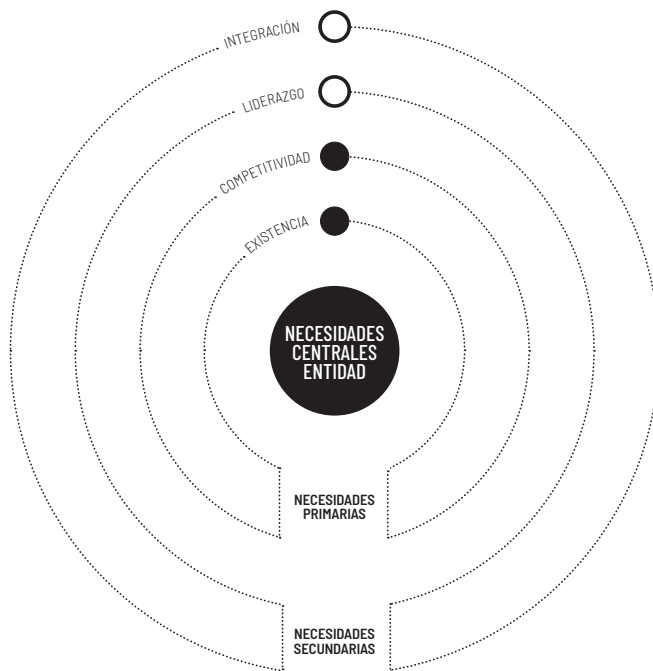 INTEGRACIÓN
LIDERAZGO
COMPETITIVIDAD
EXISTENCIA
NECESIDADES
CENTRALES
ENTIDAD
NECESIDADES
PRIMARIAS
NECESIDADES
SECUNDARIAS